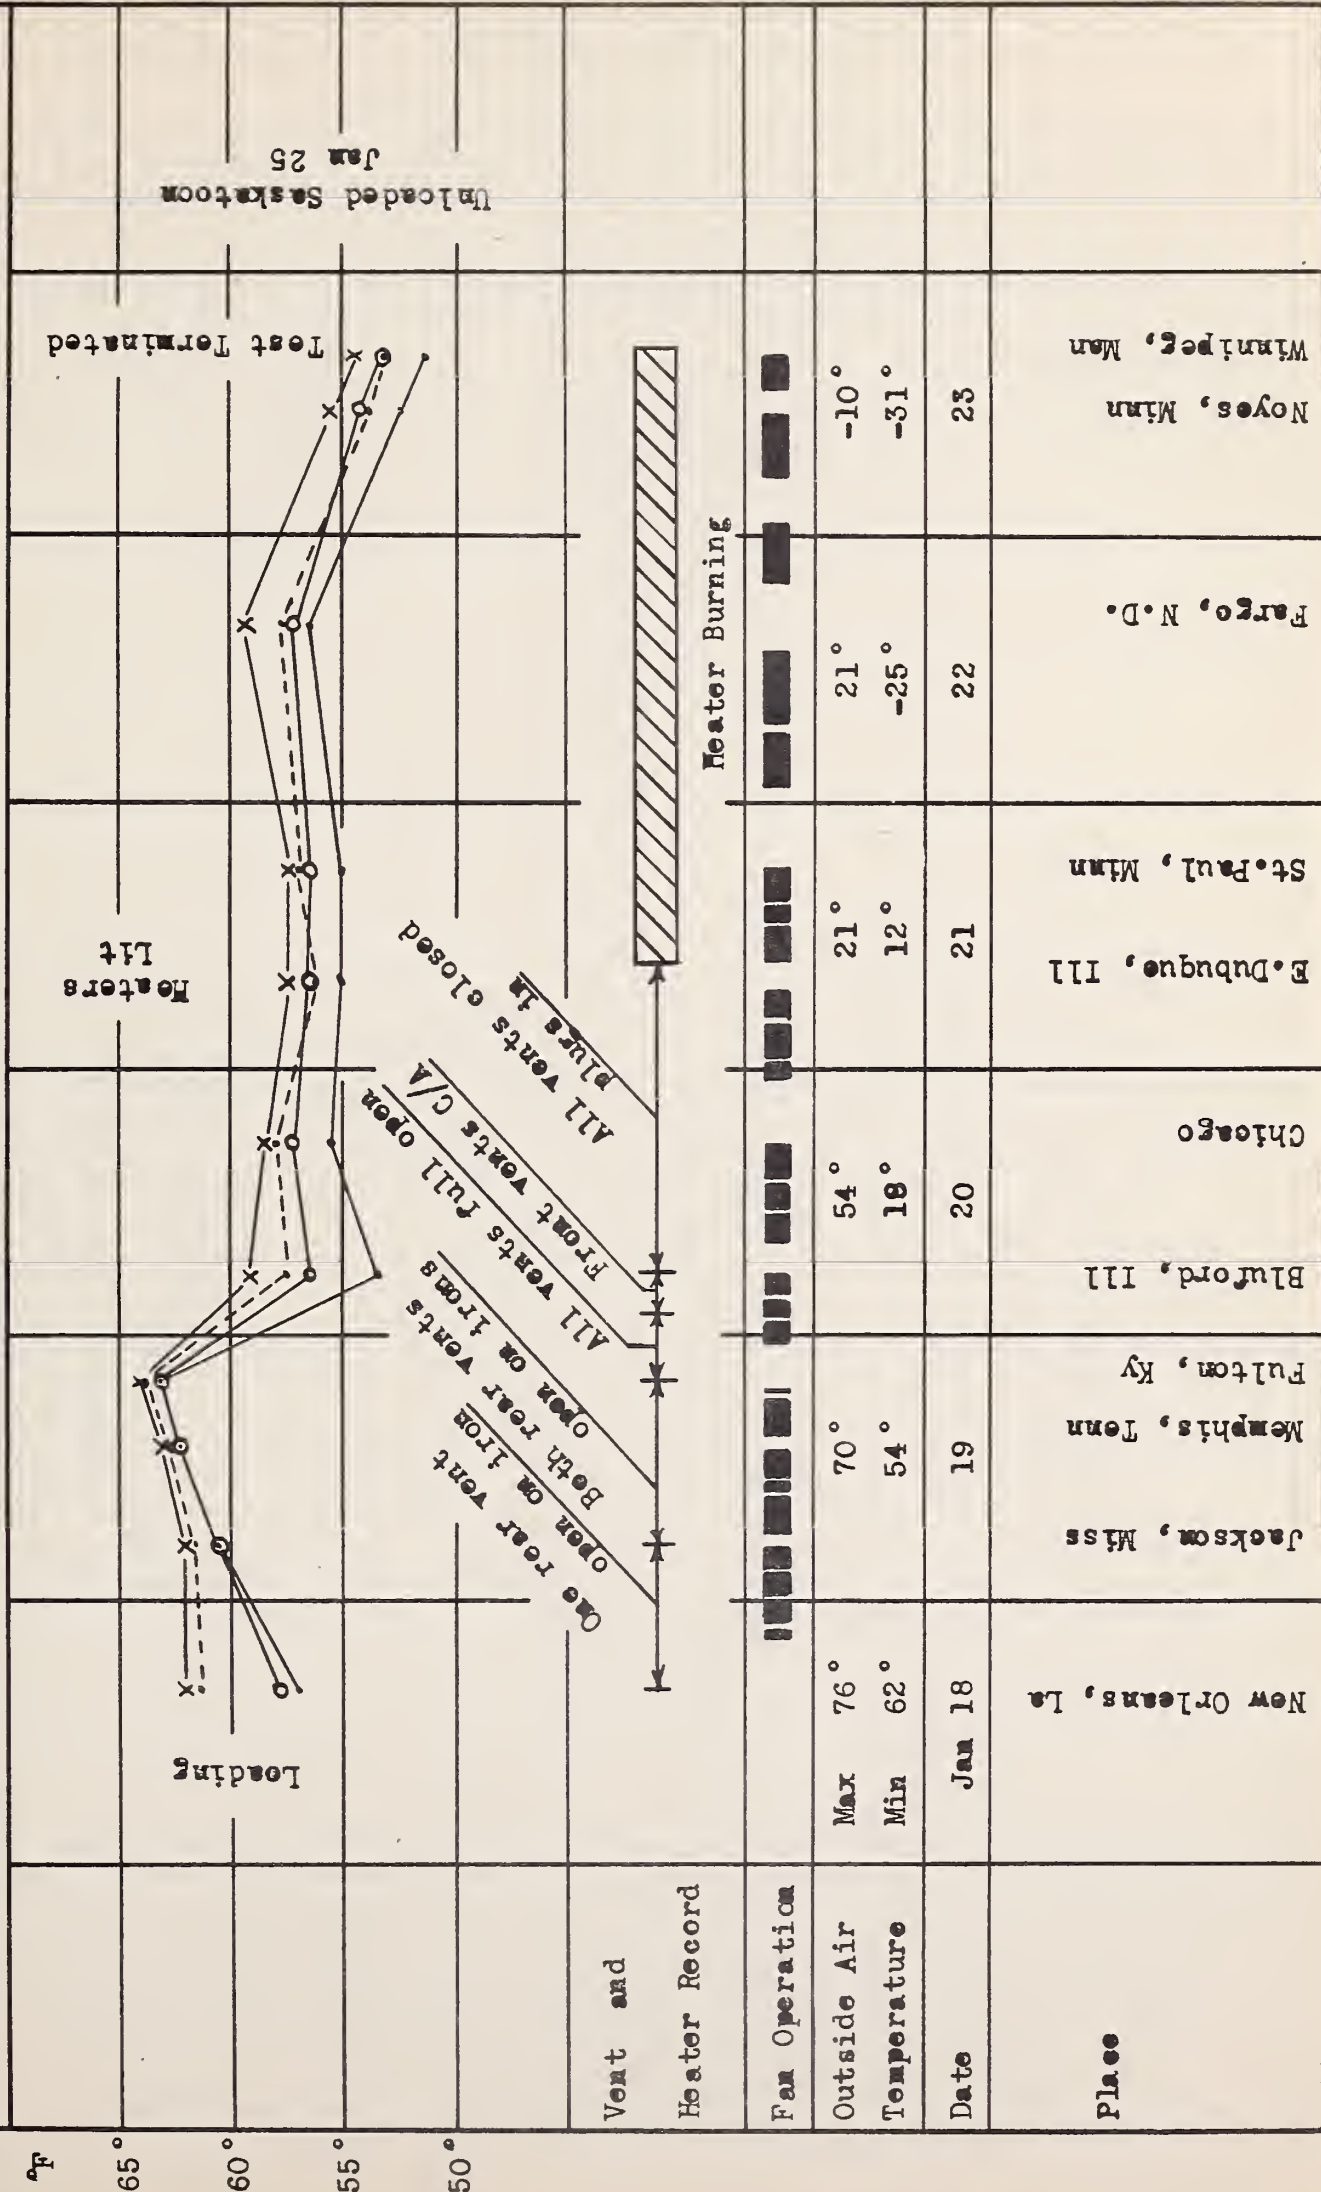 °F
65°
60°
55°
50°
Loading
Heaters
Lit
Test Terminated
Unloaded Saskatoon
Jan 25
One rear vent
open on iron
Both rear vents
open on irons
All vents full open
Front vents C/A
All vents closed
plugs in
Heater Burning
Vent and
Heater Record
Fan Operation
Outside Air
Temperature
Max 76° 70° 54° 21° 21° -10°
Min 62° 54° 18° 12° -25° -31°
Date Jan 18 19 20 21 22 23
Place
New Orleans, La
Jackson, Miss
Memphis, Tenn
Fulton, Ky
Bluford, Ill
Chicago
E.Dubuque, Ill
St.Paul, Minn
Fargo, N.D.
Noyes, Minn
Winnipeg, Man